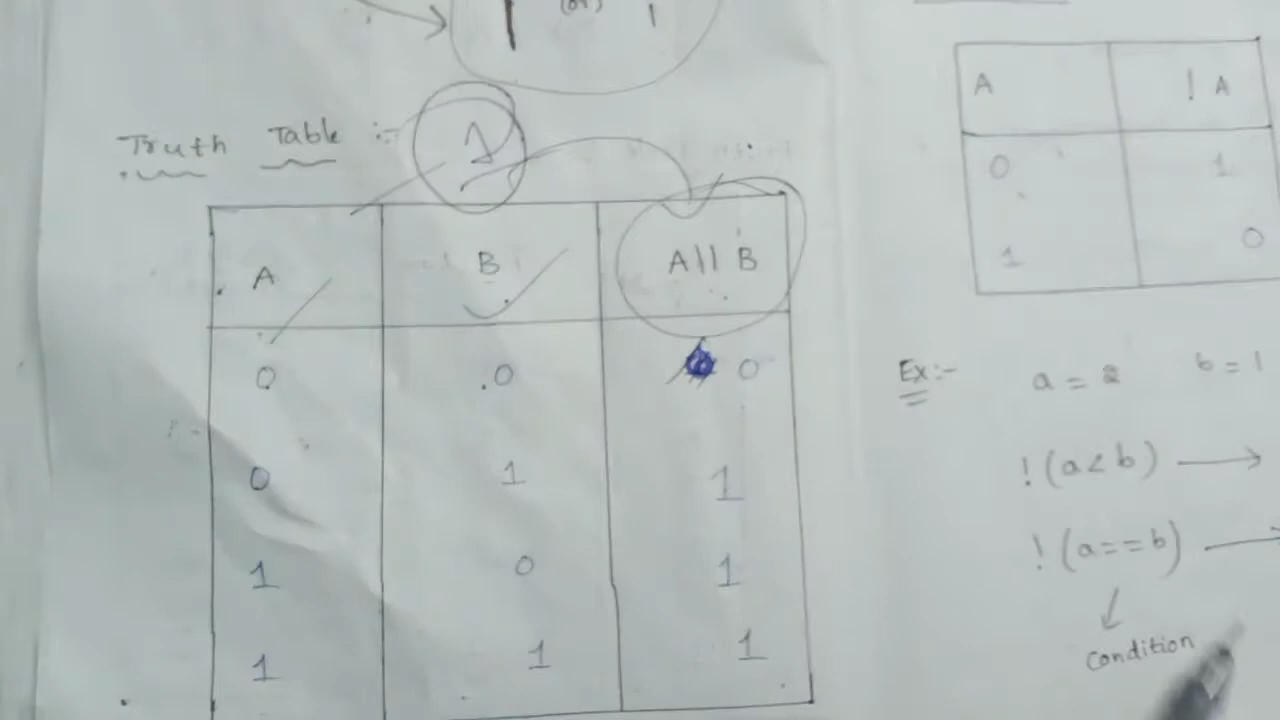 Truth Table :-
1
A B A || B
0 .0 0
0 1 1
1 0 1
1 1 1
A ! A
0 1
1 0
Ex:- a = 2 b = 1
! (a < b)
! (a == b)
Condition